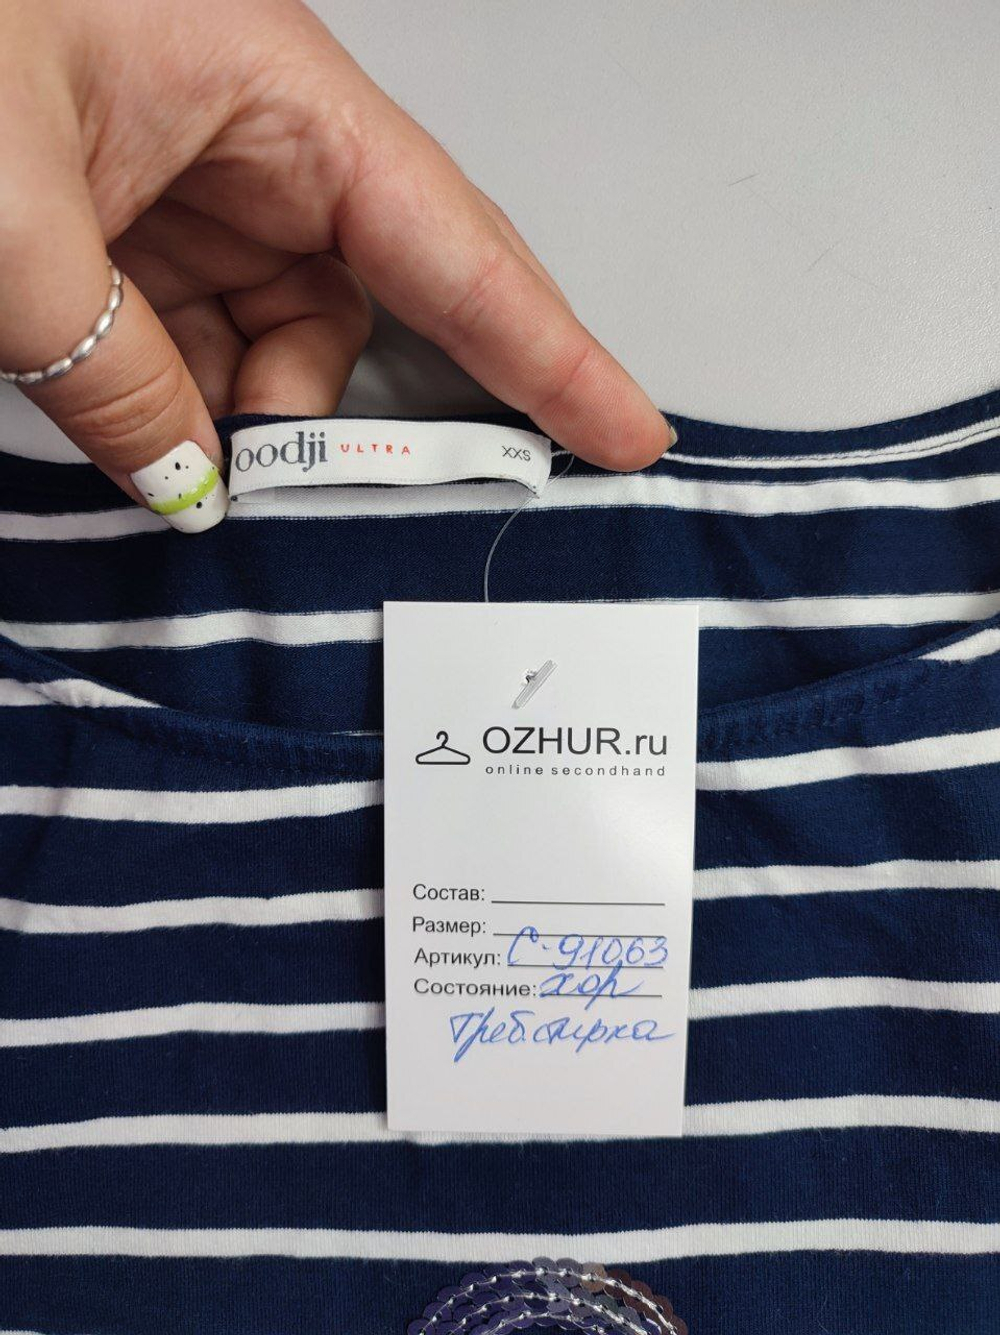 oodji ULTRA XXS
OZHUR.ru
online secondhand
Состав:
Размер:
Артикул: С-91063
Состояние: хор
Треб. стирка